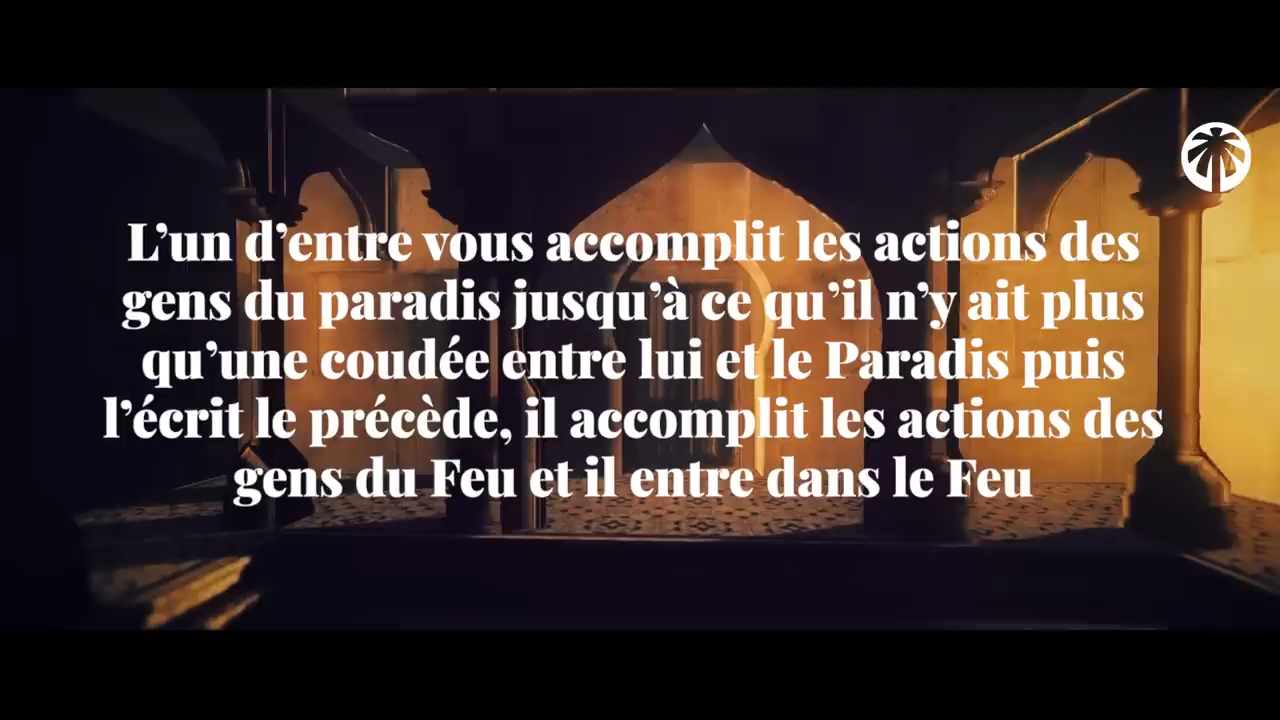 L’un d’entre vous accomplit les actions des
gens du paradis jusqu’à ce qu’il n’y ait plus
qu’une coudée entre lui et le Paradis puis
l’écrit le précède, il accomplit les actions des
gens du Feu et il entre dans le Feu